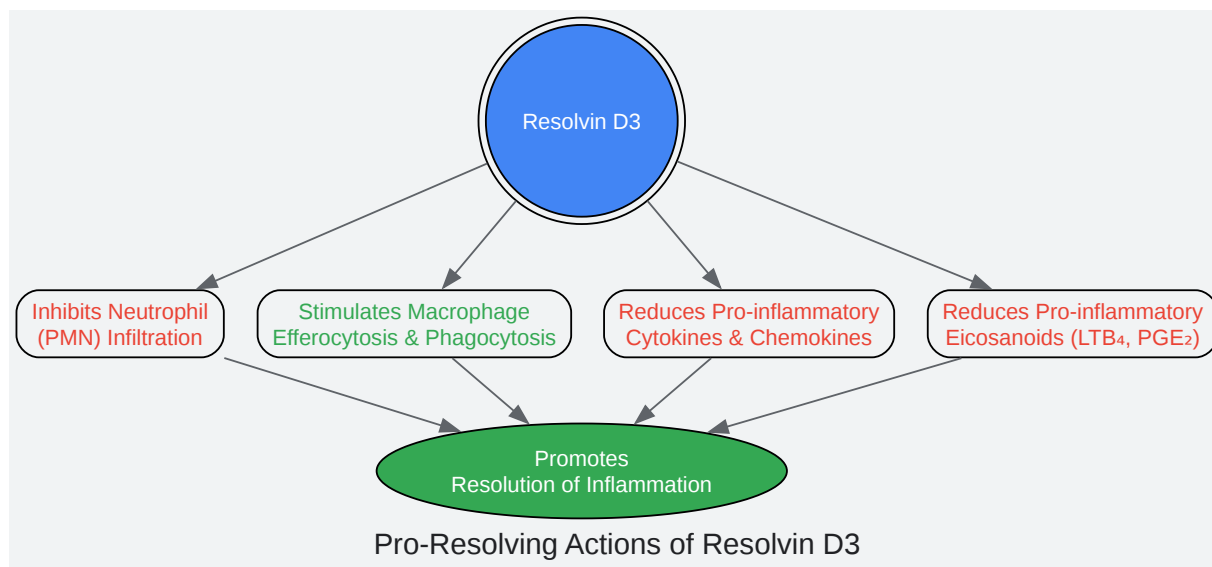 Resolvin D3
Inhibits Neutrophil
(PMN) Infiltration
Stimulates Macrophage
Efferocytosis & Phagocytosis
Reduces Pro-inflammatory
Cytokines & Chemokines
Reduces Pro-inflammatory
Eicosanoids (LTB₄, PGE₂)
Promotes
Resolution of Inflammation
Pro-Resolving Actions of Resolvin D3